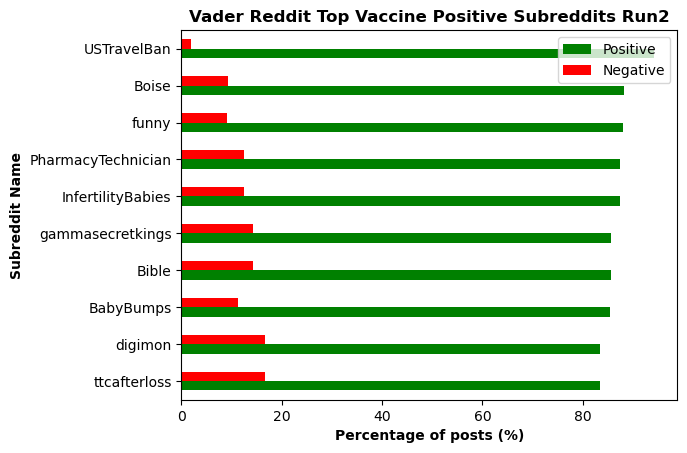 Vader Reddit Top Vaccine Positive Subreddits Run2
Positive
Negative
Subreddit Name
USTravelBan
Boise
funny
PharmacyTechnician
InfertilityBabies
gammasecretkings
Bible
BabyBumps
digimon
ttcafterloss
0 20 40 60 80
Percentage of posts (%)